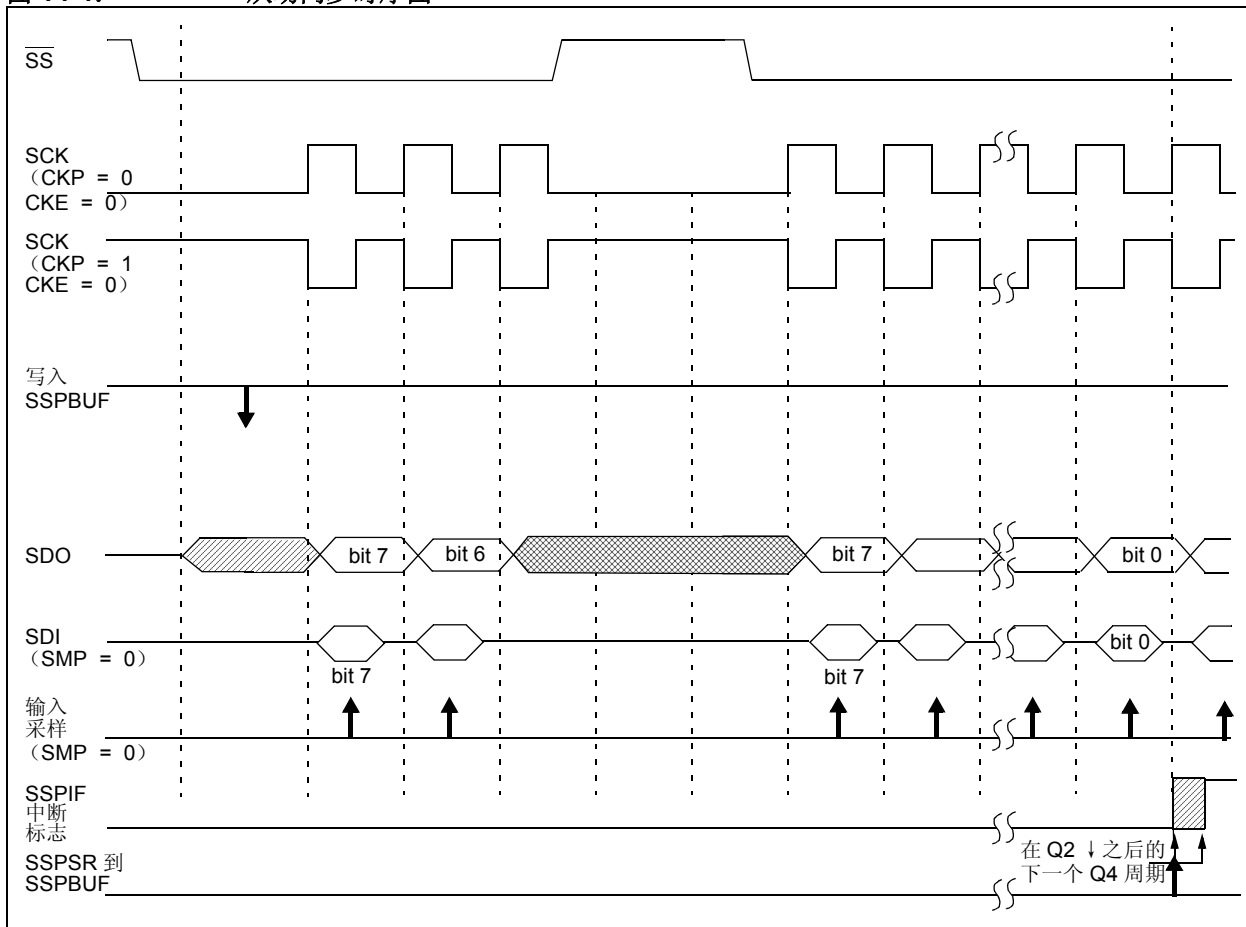 SS
SCK
（CKP = 0
CKE = 0）
SCK
（CKP = 1
CKE = 0）
写入
SSPBUF
SDO
bit 7
bit 6
bit 7
bit 0
SDI
（SMP = 0）
bit 7
bit 7
bit 0
输入
采样
（SMP = 0）
SSPIF
中断
标志
在 Q2 ↓之后的
下一个 Q4 周期
SSPSR 到
SSPBUF